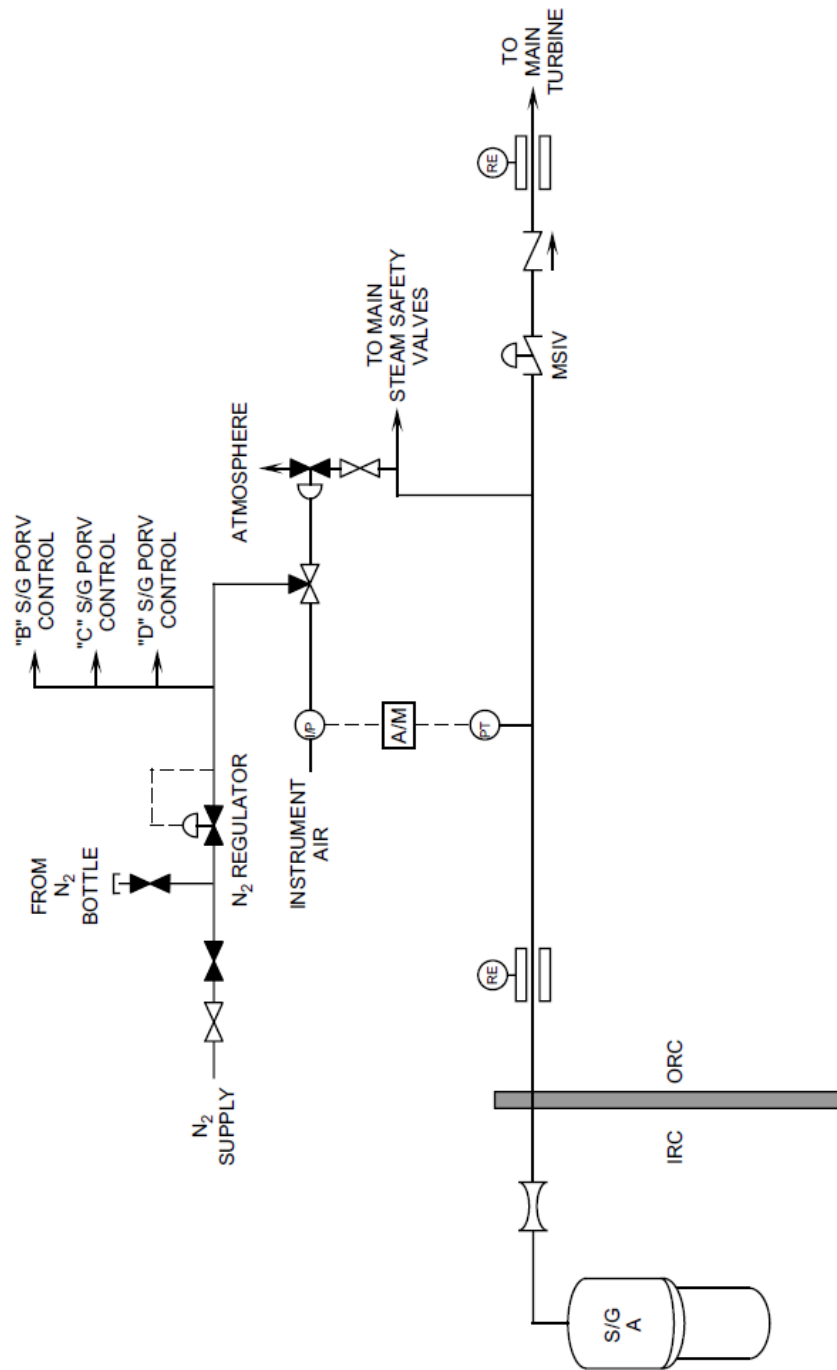 "B" S/G PORV
CONTROL
"C" S/G PORV
CONTROL
"D" S/G PORV
CONTROL
ATMOSPHERE
TO MAIN
STEAM SAFETY
VALVES
TO
MAIN
TURBINE
FROM
N2
BOTTLE
N2 REGULATOR
N2
SUPPLY
INSTRUMENT
AIR
I/P
A/M
PT
RE
RE
MSIV
IRC
ORC
S/G
A